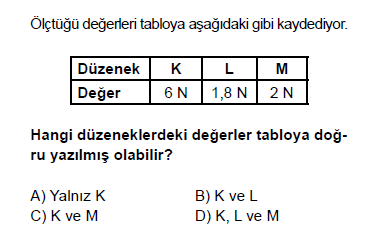 Ölçtüğü değerleri tabloya aşağıdaki gibi kaydediyor.
Düzenek K L M
Değer 6 N 1,8 N 2 N
Hangi düzeneklerdeki değerler tabloya doğ-
ru yazılmış olabilir?
A) Yalnız K B) K ve L
C) K ve M D) K, L ve M